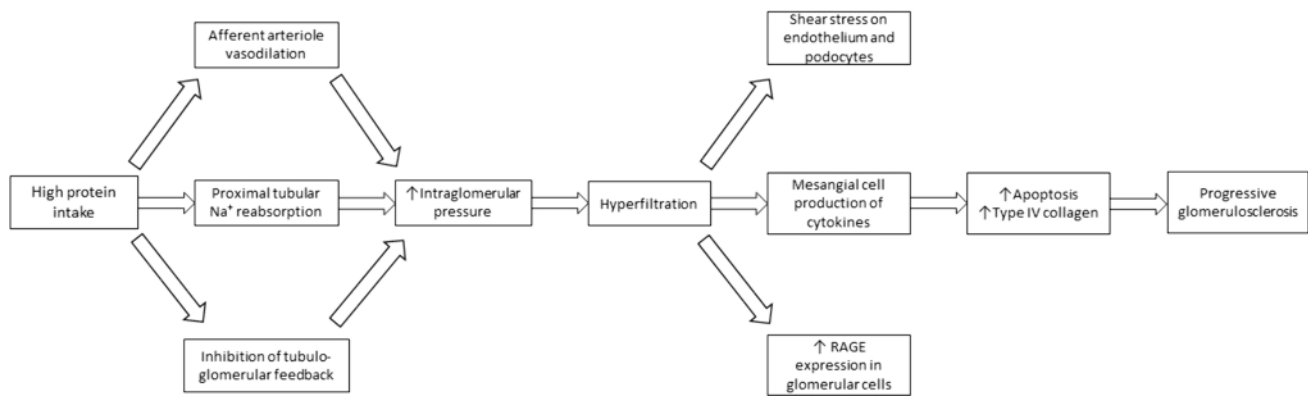 Afferent arteriole
vasodilation
Shear stress on
endothelium and
podocytes
High protein
intake
Proximal tubular
Na⁺ reabsorption
↑Intraglomerular
pressure
Hyperfiltration
Mesangial cell
production of
cytokines
↑Apoptosis
↑Type IV collagen
Progressive
glomerulosclerosis
Inhibition of tubulo-
glomerular feedback
↑ RAGE
expression in
glomerular cells